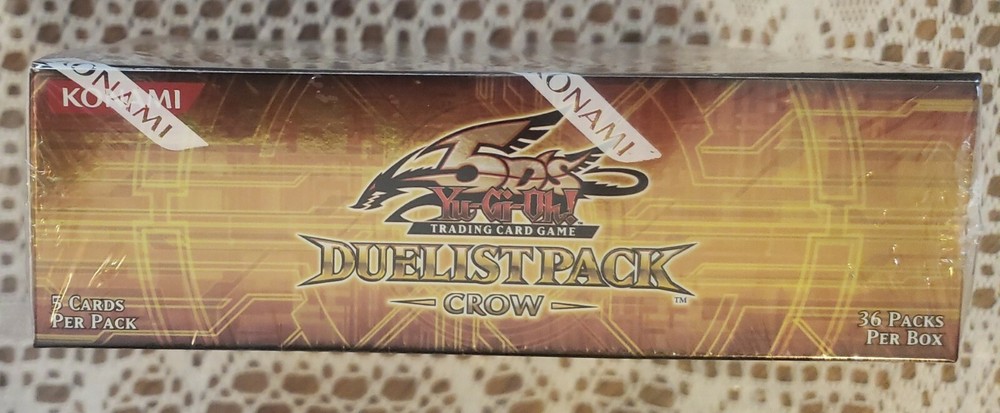 KONAMI
KONAMI
KONAMI
5D's
Yu-Gi-Oh!
TRADING CARD GAME
DUELIST PACK
CROW
TM
5 CARDS
PER PACK
36 PACKS
PER BOX